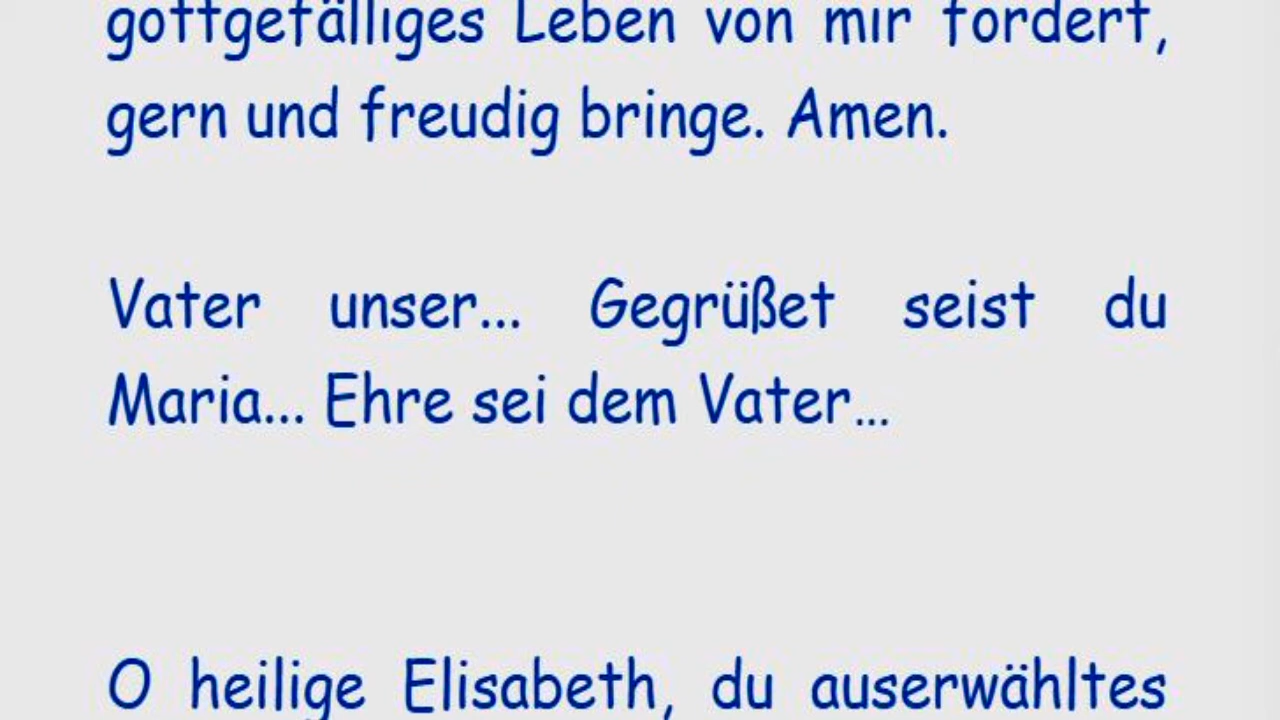 gottgefälliges Leben von mir fordert,
gern und freudig bringe. Amen.
Vater unser... Gegrüßet seist du
Maria... Ehre sei dem Vater...
O heilige Elisabeth, du auserwähltes